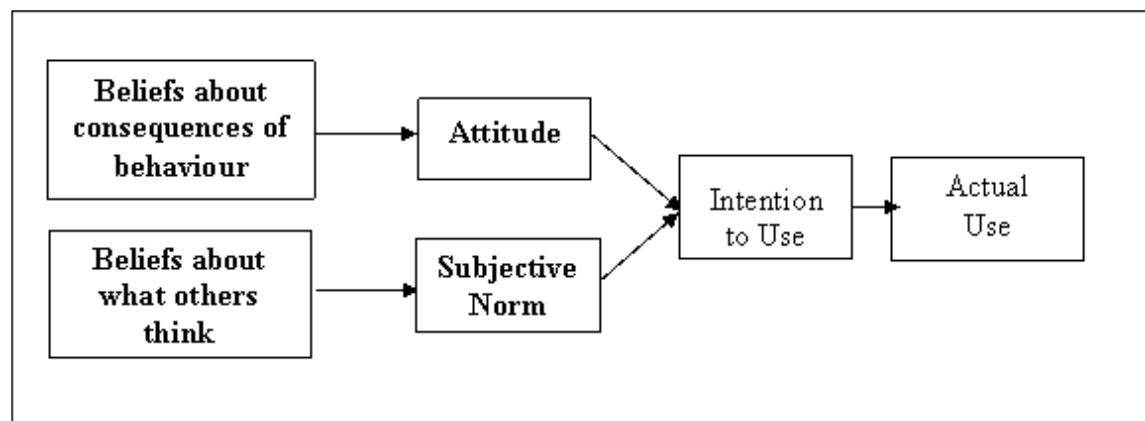 Beliefs about
consequences of
behaviour
Attitude
Beliefs about
what others
think
Subjective
Norm
Intention
to Use
Actual
Use